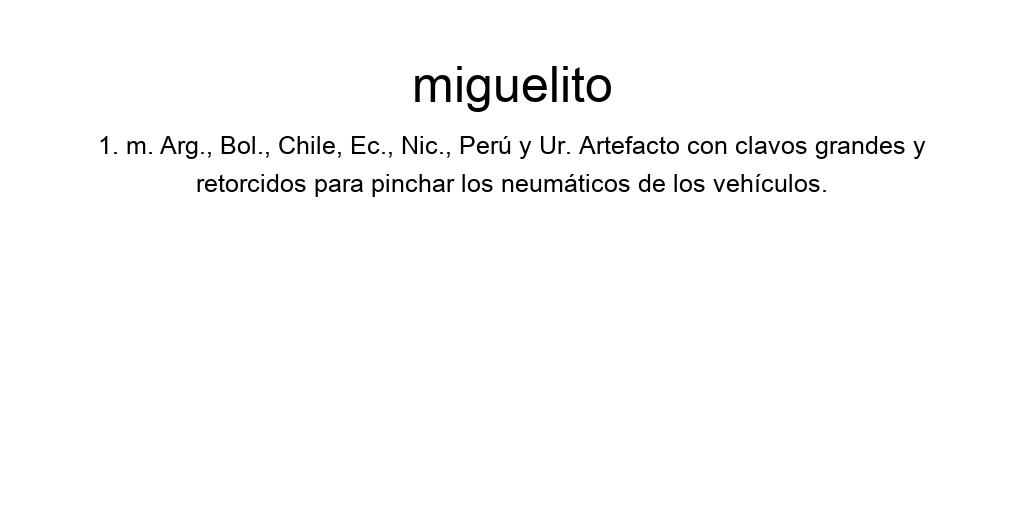 miguelito
1. m. Arg., Bol., Chile, Ec., Nic., Perú y Ur. Artefacto con clavos grandes y
retorcidos para pinchar los neumáticos de los vehículos.